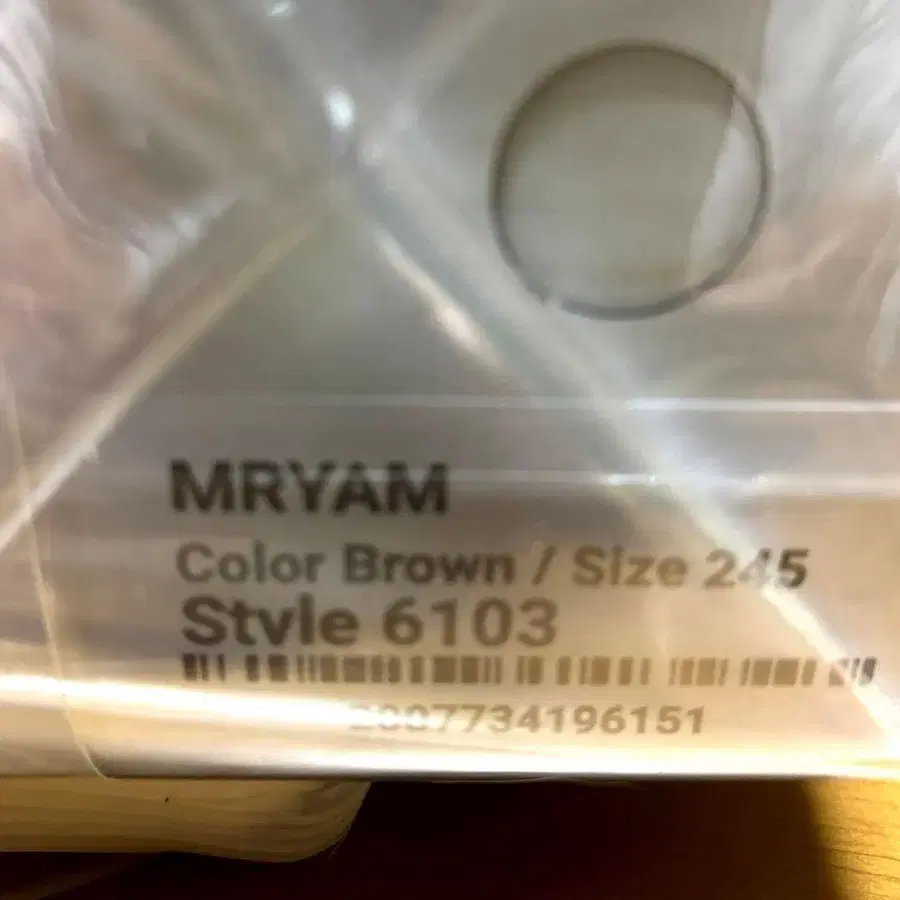 MRYAM
Color Brown / Size 245
Style 6103